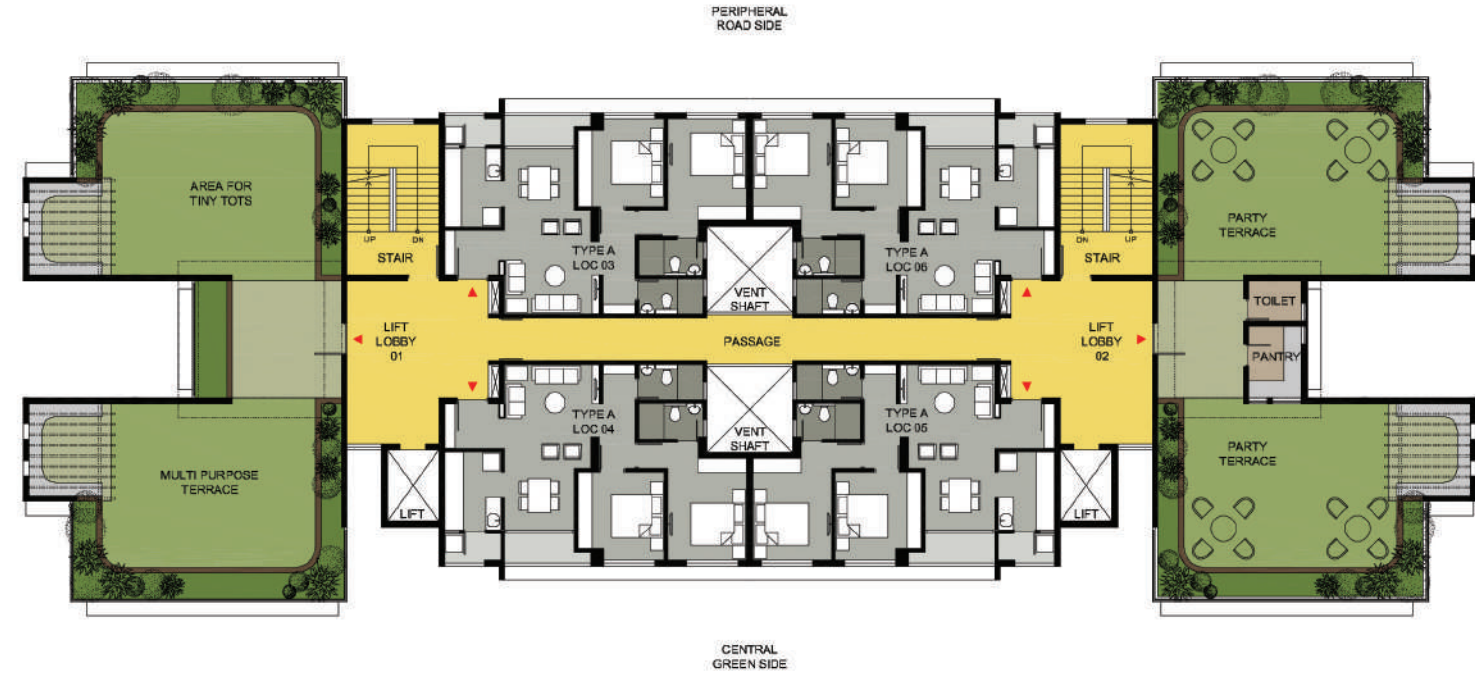 PERIPHERAL
ROAD SIDE
AREA FOR
TINY TOTS
UP
DN
STAIR
TYPE A
LOC 03
VENT
SHAFT
TYPE A
LOC 06
DN
UP
STAIR
PARTY
TERRACE
LIFT
LOBBY
01
PASSAGE
LIFT
LOBBY
02
TOILET
PANTRY
MULTI PURPOSE
TERRACE
LIFT
TYPE A
LOC 04
VENT
SHAFT
TYPE A
LOC 05
LIFT
PARTY
TERRACE
CENTRAL
GREEN SIDE